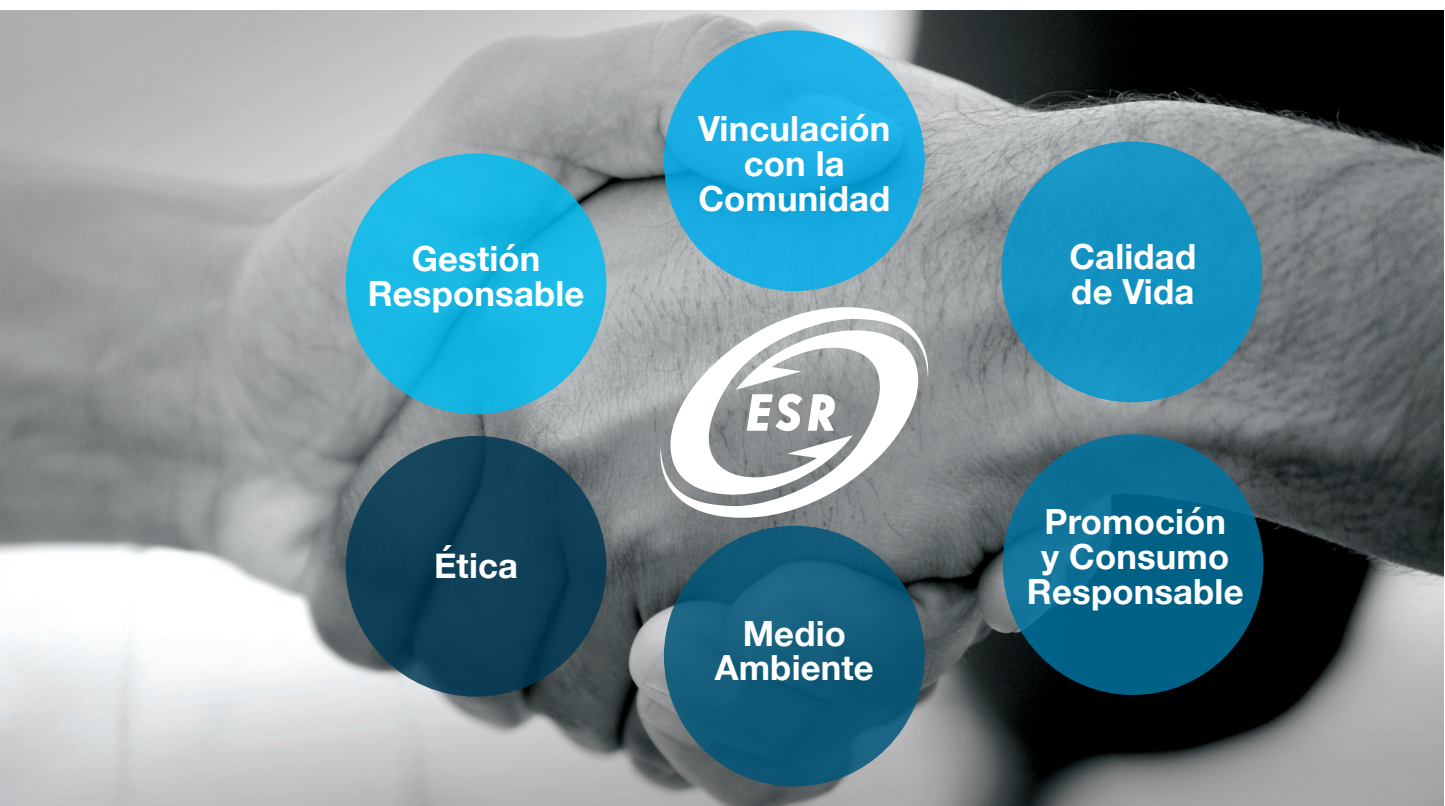 Vinculación
con la
Comunidad
Gestión
Responsable
Calidad
de Vida
ESR
Ética
Promoción
y Consumo
Responsable
Medio
Ambiente